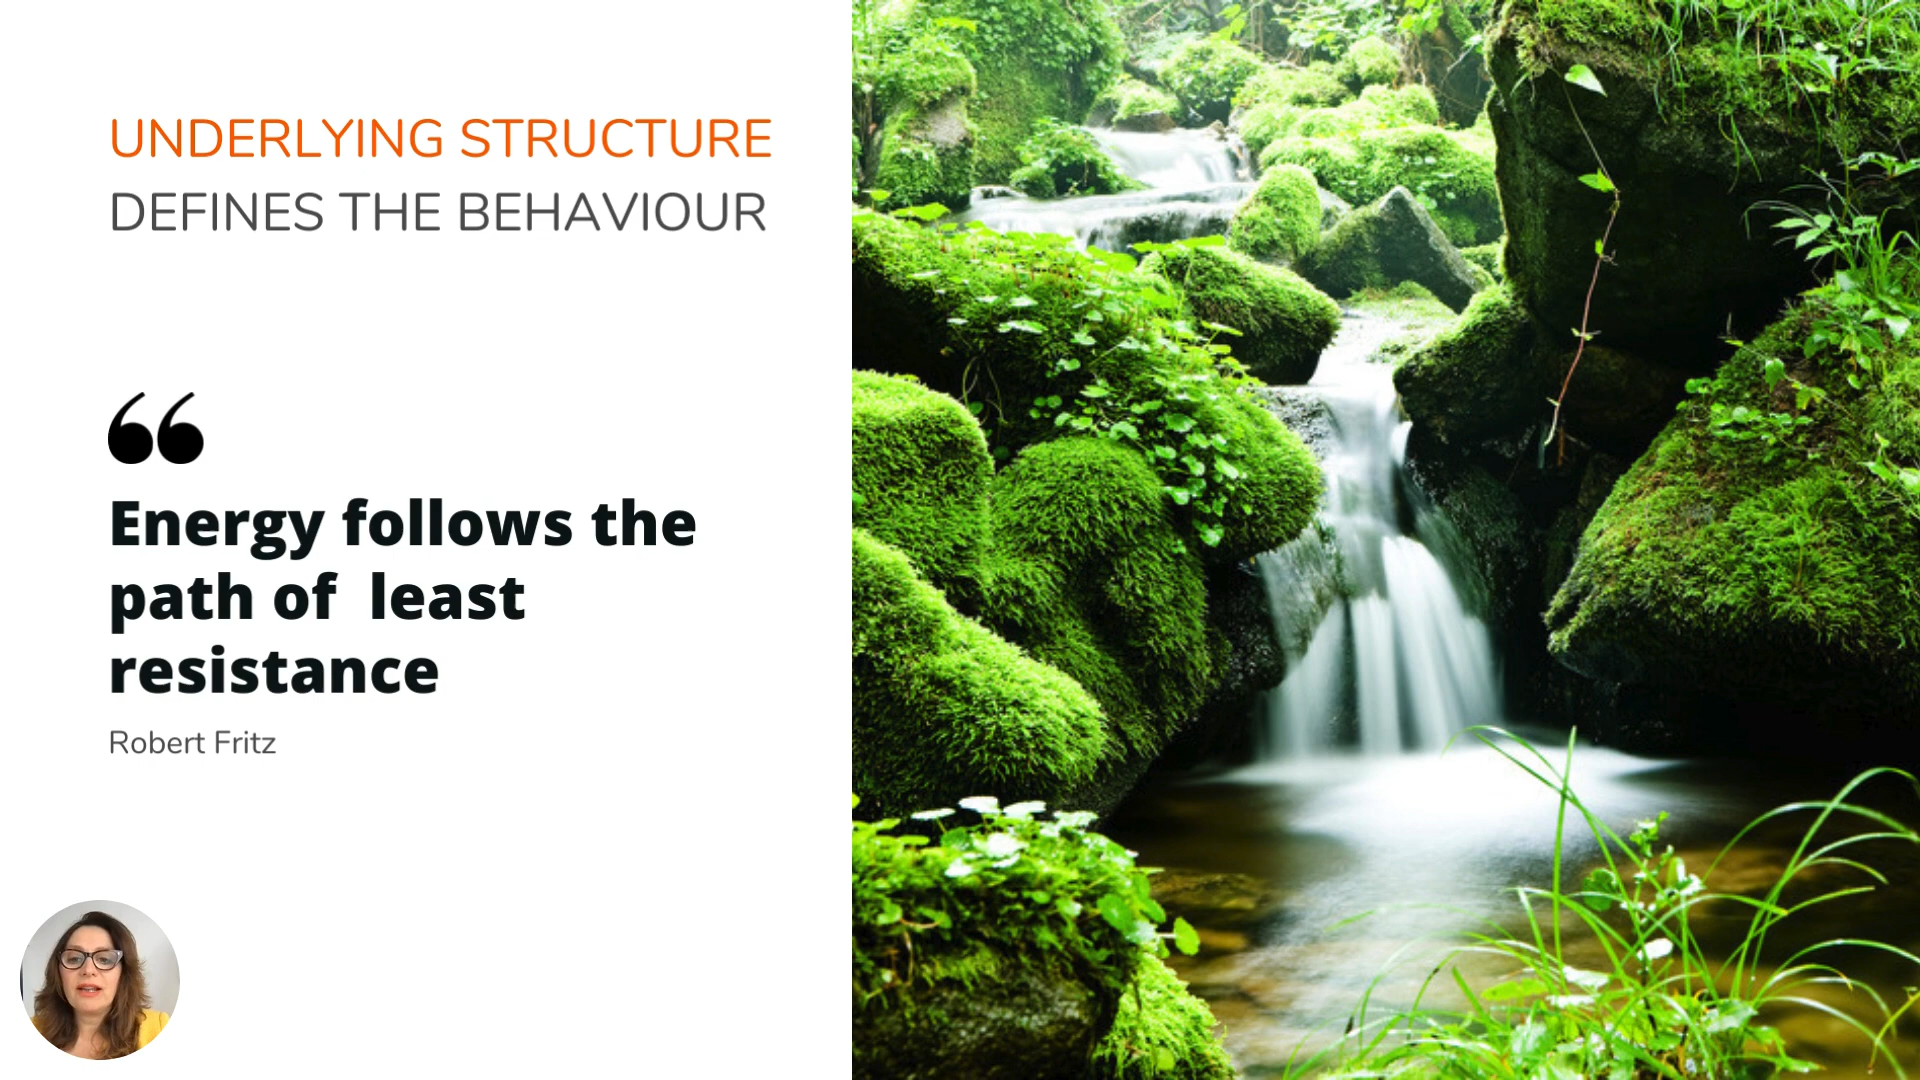 UNDERLYING STRUCTURE
DEFINES THE BEHAVIOUR
“
Energy follows the
path of  least
resistance
Robert Fritz